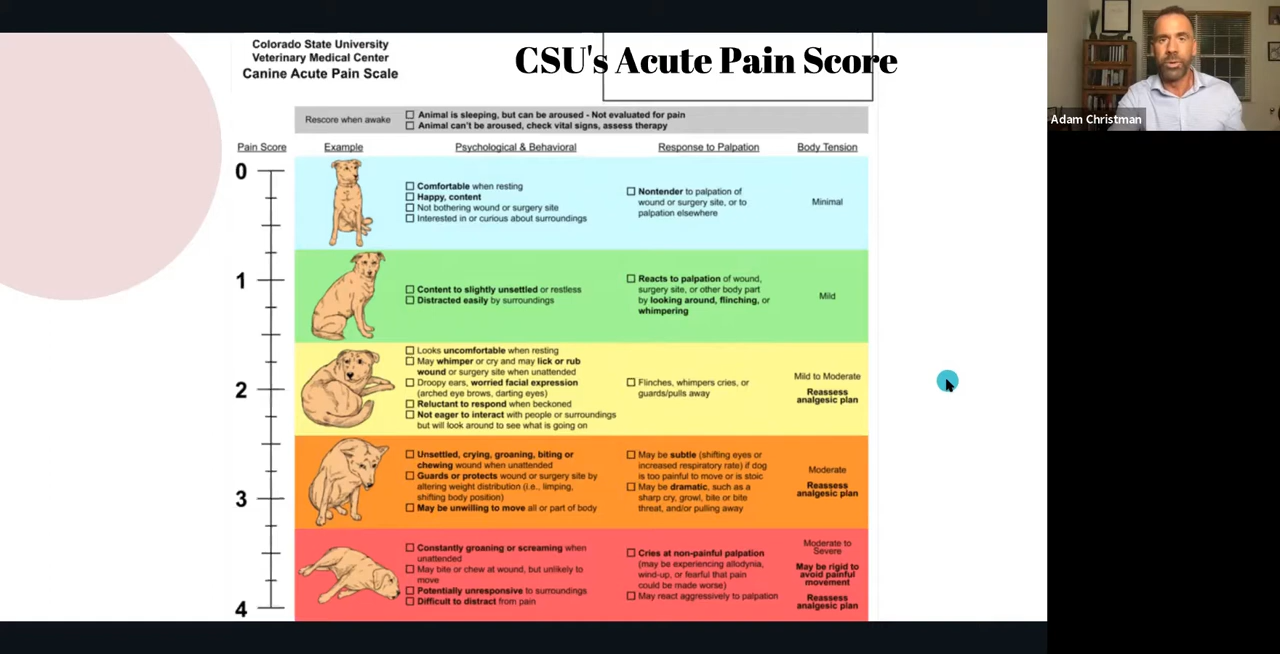 Colorado State University
Veterinary Medical Center
Canine Acute Pain Scale
CSU's Acute Pain Score
Adam Christman
Rescore when awake
Animal is sleeping, but can be aroused - Not evaluated for pain
Animal can't be aroused, check vital signs, assess therapy
Pain Score Example Psychological & Behavioral Response to Palpation Body Tension
0
Comfortable when resting
Happy, content
Not bothering wound or surgery site
Interested in or curious about surroundings
Nontender to palpation of
wound or surgery site, or to
palpation elsewhere
Minimal
1
Content to slightly unsettled or restless
Distracted easily by surroundings
Reacts to palpation of wound,
surgery site, or other body part
by looking around, flinching, or
whimpering
Mild
2
Looks uncomfortable when resting
May whimper or cry and may lick or rub
wound or surgery site when unattended
Droopy ears, worried facial expression
(arched eye brows, darting eyes)
Reluctant to respond when beckoned
Not eager to interact with people or surroundings
but will look around to see what is going on
Flinches, whimpers cries, or
guards/pulls away
Mild to Moderate
Reassess
analgesic plan
3
Unsettled, crying, groaning, biting or
chewing wound when unattended
Guards or protects wound or surgery site by
altering weight distribution (i.e., limping,
shifting body position)
May be unwilling to move all or part of body
May be subtle (shifting eyes or
increased respiratory rate) if dog
is too painful to move or is stoic
May be dramatic, such as a
sharp cry, growl, bite or bite
threat, and/or pulling away
Moderate
Reassess
analgesic plan
4
Constantly groaning or screaming when
unattended
May bite or chew at wound, but unlikely to
move
Potentially unresponsive to surroundings
Difficult to distract from pain
Cries at non-painful palpation
(may be experiencing allodynia,
wind-up, or fearful that pain
could be made worse)
May react aggressively to palpation
Moderate to
Severe
May be rigid to
avoid painful
movement
Reassess
analgesic plan